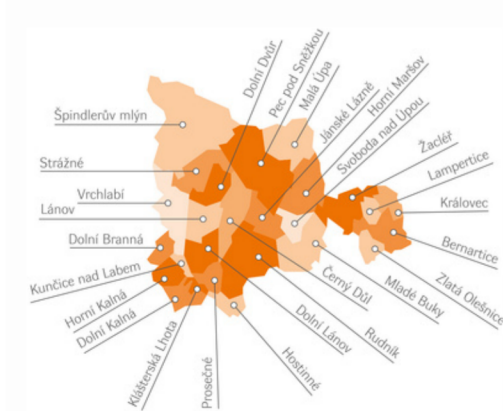 Dolní Dvůr
Pec pod Sněžkou
Malá Úpa
Jánské Lázně
Horní Maršov
Svoboda nad Úpou
Špindlerův mlýn
Žacléř
Lampertice
Strážné
Královec
Vrchlabí
Lánov
Bernartice
Dolní Branná
Zlatá Olešnice
Kunčice nad Labem
Černý Důl
Mladé Buky
Horní Kalná
Dolní Kalná
Klášterská Lhota
Prosečné
Hostinné
Dolní Lánov
Rudník